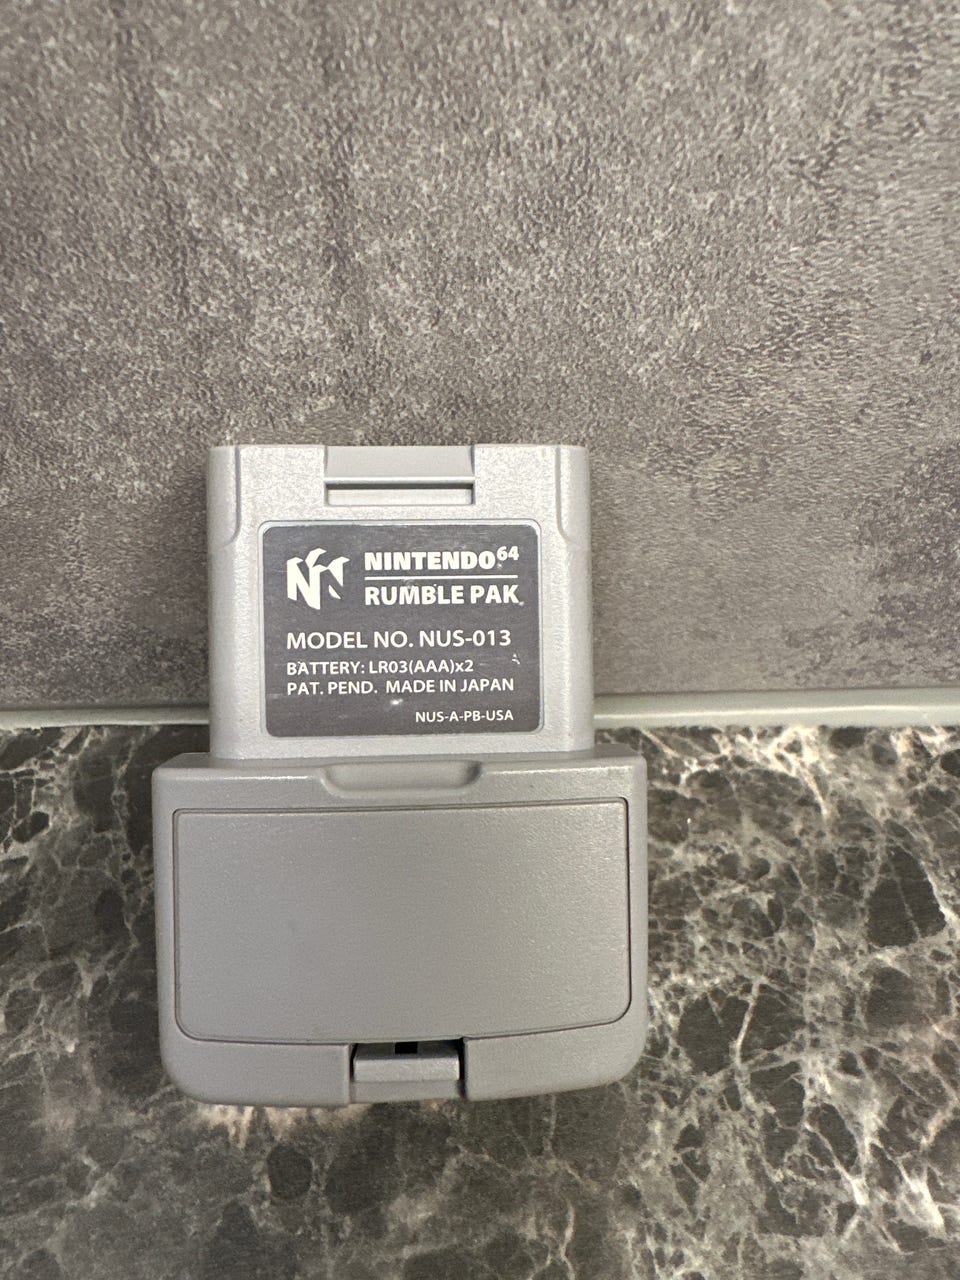 NINTENDO64
RUMBLE PAK
MODEL NO. NUS-013
BATTERY: LR03(AAA)x2
PAT. PEND. MADE IN JAPAN
NUS-A-PB-USA